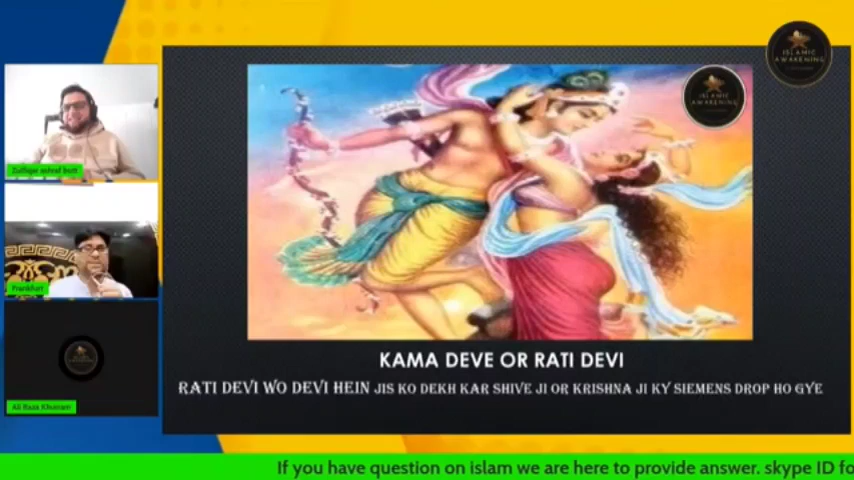 ISLAMIC
AWAKENING
ISLAMIC
AWAKENING
Zulfiqar ashraf butt
Frankfurt
Ali Raza Khurram
KAMA DEVE OR RATI DEVI
RATI DEVI WO DEVI HEIN JIS KO DEKH KAR SHIVE JI OR KRISHNA JI KY SIEMENS DROP HO GYE
If you have question on islam we are here to provide answer. skype ID fo